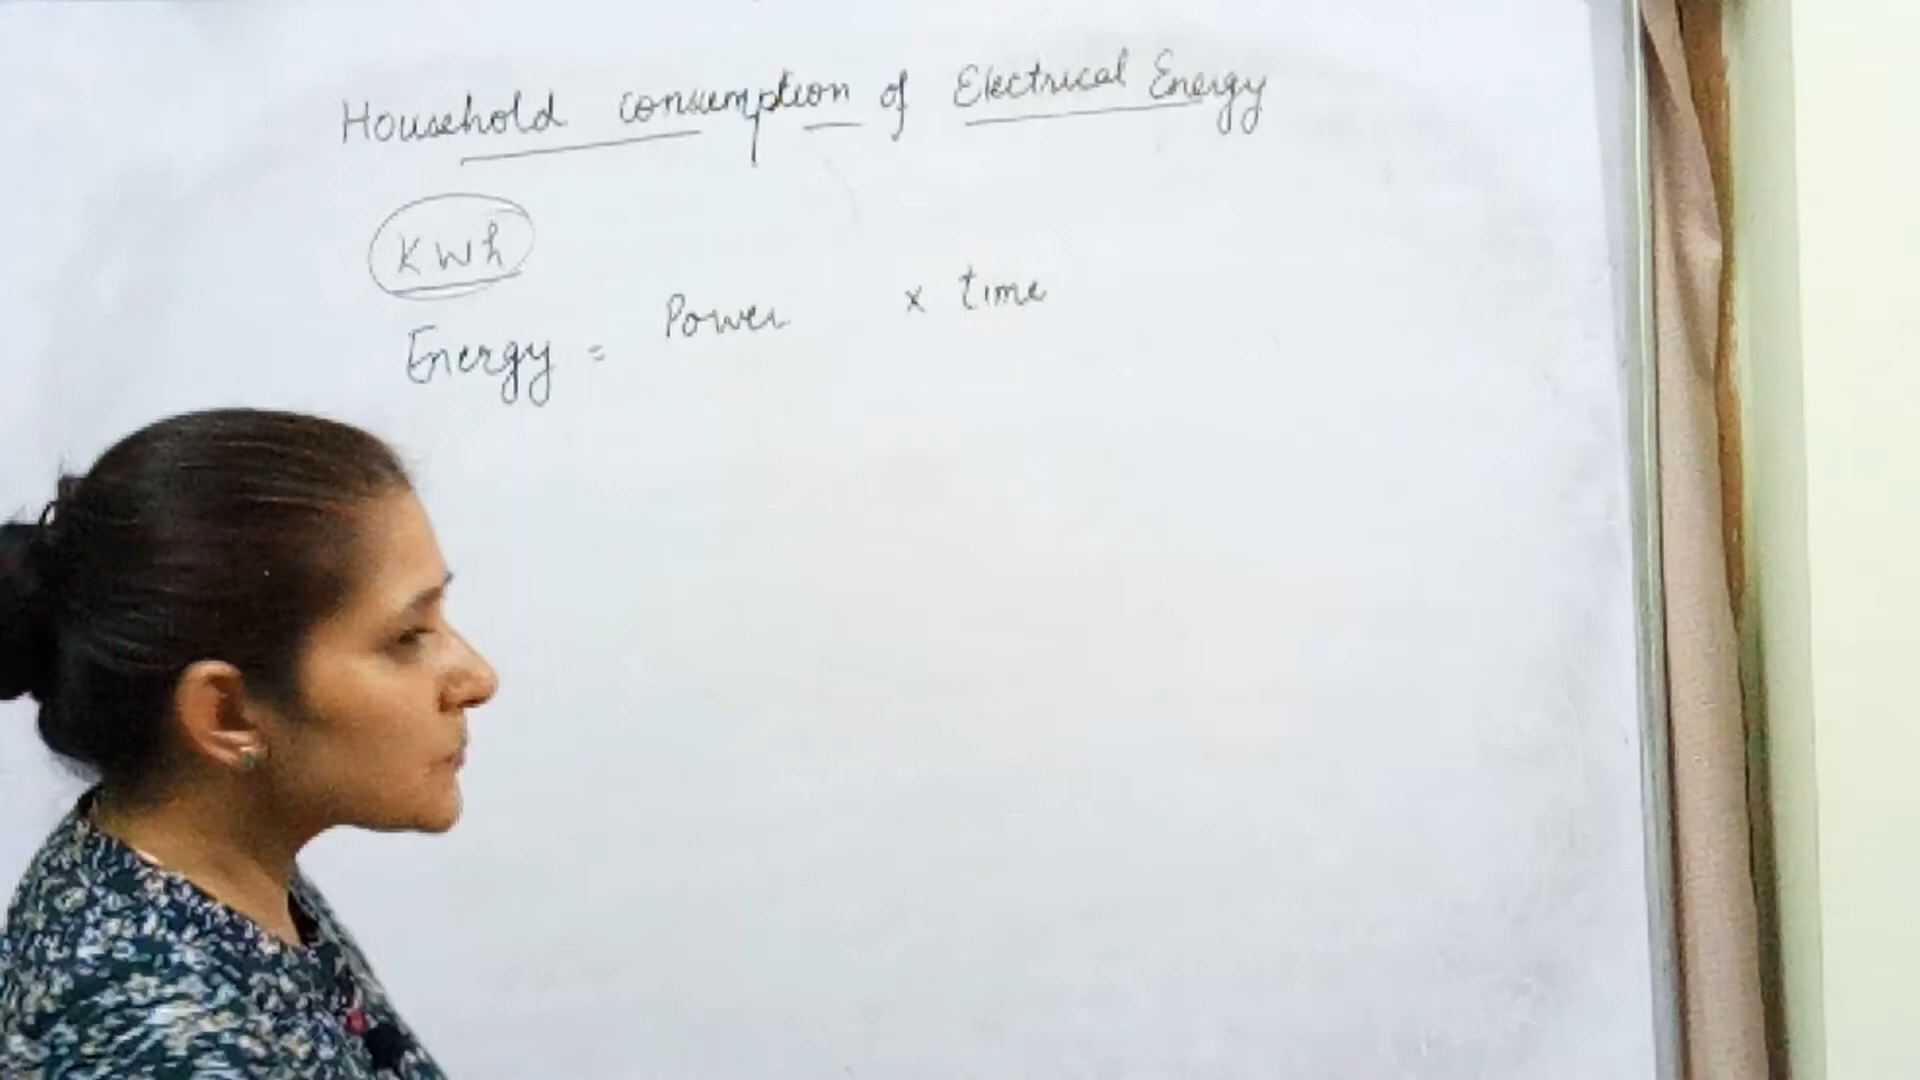 Household consumption of Electrical Energy
KWh
Energy = Power x time